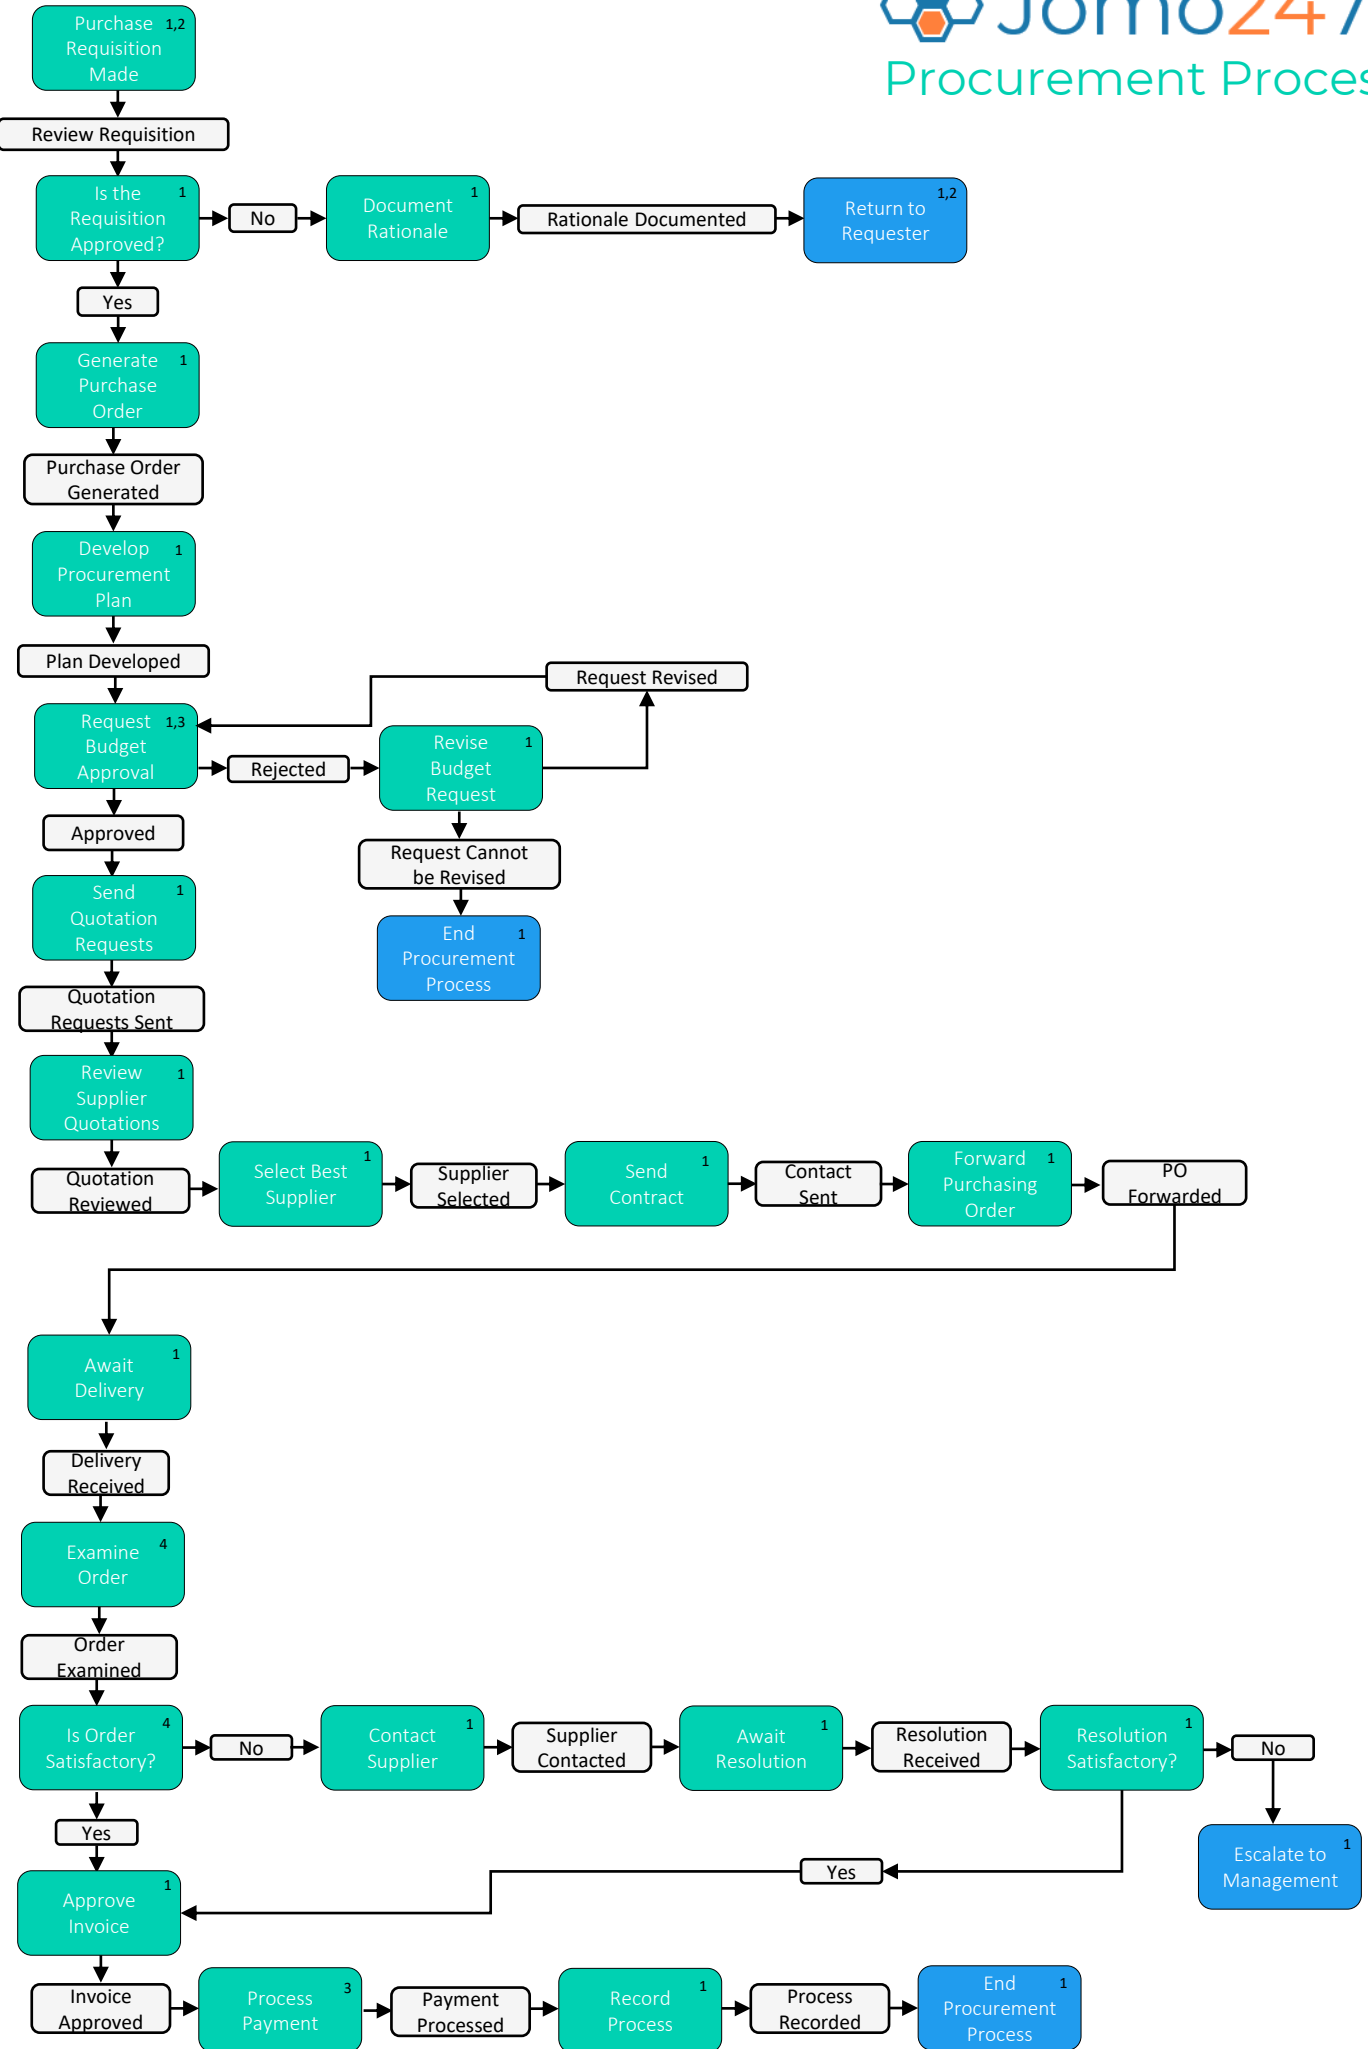 Jomo247
Procurement Proces
Purchase 1,2
Requisition
Made
Review Requisition
Is the 1
Requisition
Approved?
No
Document 1
Rationale
Rationale Documented
Return to 1,2
Requester
Yes
Generate 1
Purchase
Order
Purchase Order
Generated
Develop 1
Procurement
Plan
Plan Developed
Request Revised
Request 1,3
Budget
Approval
Rejected
Revise 1
Budget
Request
Approved
Request Cannot
be Revised
Send 1
Quotation
Requests
End 1
Procurement
Process
Quotation
Requests Sent
Review 1
Supplier
Quotations
Quotation
Reviewed
Select Best 1
Supplier
Supplier
Selected
Send 1
Contract
Contact
Sent
Forward 1
Purchasing
Order
PO
Forwarded
Await 1
Delivery
Delivery
Received
Examine 4
Order
Order
Examined
Is Order 4
Satisfactory?
No
Contact 1
Supplier
Supplier
Contacted
Await 1
Resolution
Resolution
Received
Resolution 1
Satisfactory?
No
Yes
Yes
Escalate to 1
Management
Approve 1
Invoice
Invoice
Approved
Process 3
Payment
Payment
Processed
Record 1
Process
Process
Recorded
End 1
Procurement
Process